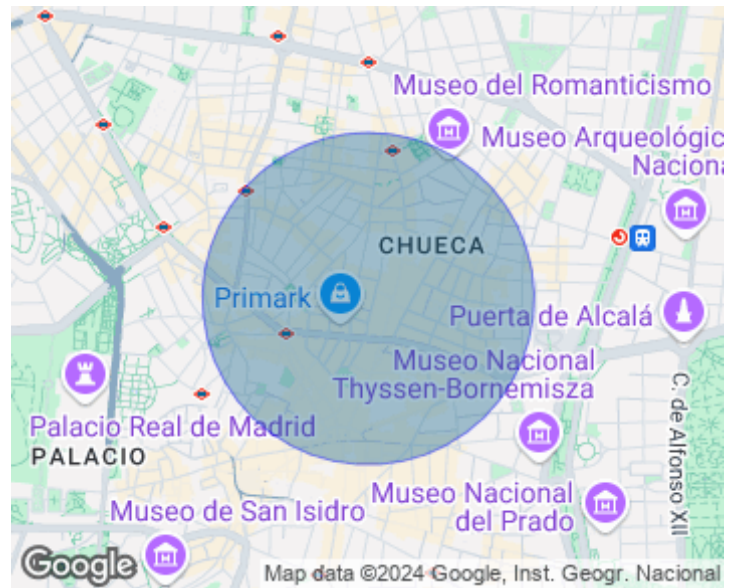 Museo del Romanticismo
Museo Arqueológic
Naciona
CHUECA
Primark
Puerta de Alcalá
Museo Nacional
Thyssen-Bornemisza
Palacio Real de Madrid
PALACIO
C. de Alfonso XII
Museo Nacional
del Prado
Museo de San Isidro
Google
Map data ©2024 Google, Inst. Geogr. Nacional